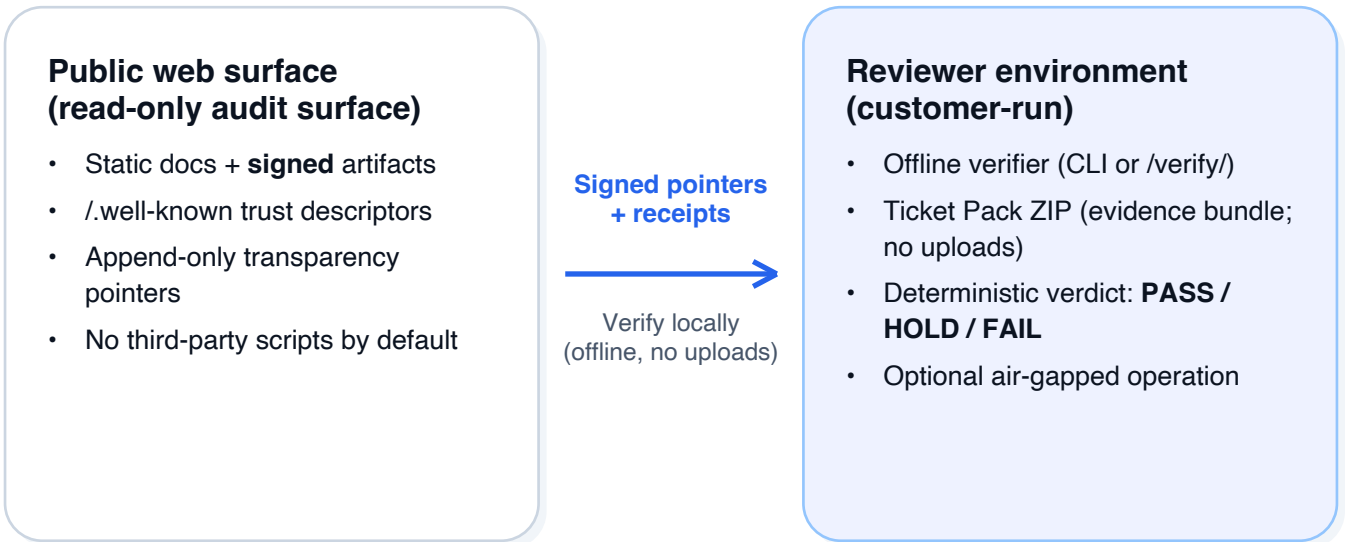 Public web surface
(read-only audit surface)
• Static docs + signed artifacts
• /.well-known trust descriptors
• Append-only transparency
pointers
• No third-party scripts by default
Signed pointers
+ receipts
Verify locally
(offline, no uploads)
Reviewer environment
(customer-run)
• Offline verifier (CLI or /verify/)
• Ticket Pack ZIP (evidence bundle;
no uploads)
• Deterministic verdict: PASS /
HOLD / FAIL
• Optional air-gapped operation